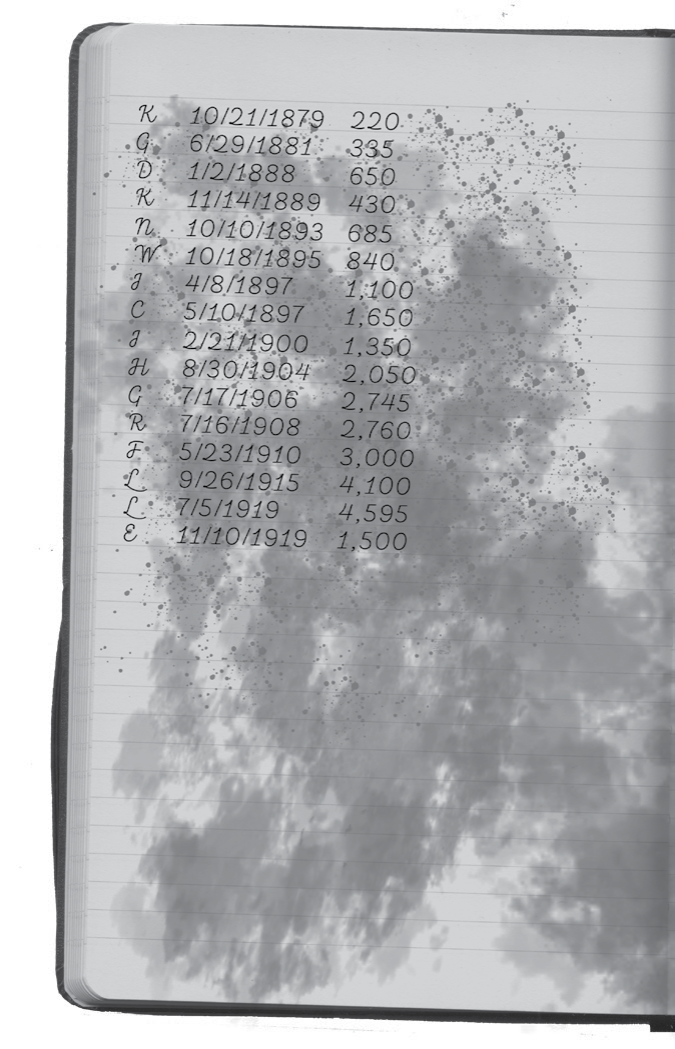 K 10/21/1879 220
G 6/29/1881 335
D 1/2/1888 650
K 11/14/1889 430
N 10/10/1893 685
W 10/18/1895 840
J 4/8/1897 1,100
C 5/10/1897 1,650
J 2/21/1900 1,350
H 8/30/1904 2,050
G 7/17/1906 2,745
R 7/16/1908 2,760
F 5/23/1910 3,000
L 9/26/1915 4,100
L 7/5/1919 4,595
E 11/10/1919 1,500